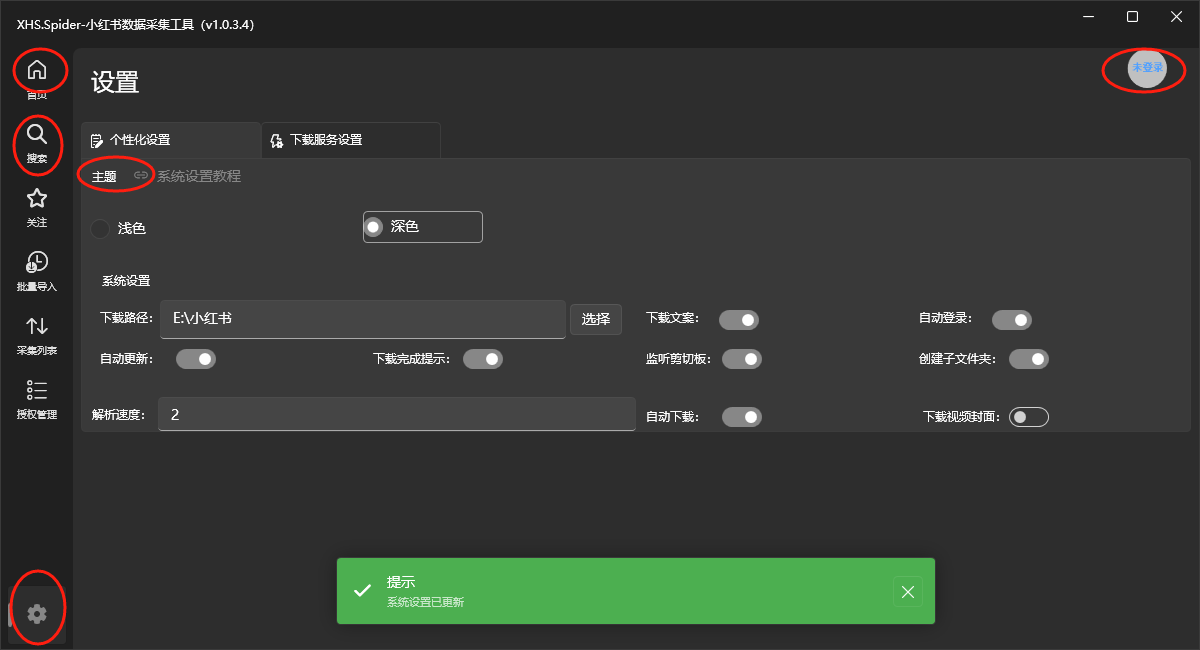 XHS.Spider-小红书数据采集工具（v1.0.3.4）
首页
搜索
关注
批量导入
采集列表
授权管理
设置
未登录
个性化设置
下载服务设置
主题
系统设置教程
浅色
深色
系统设置
下载路径：
E:\小红书
选择
下载文案：
自动登录：
自动更新：
下载完成提示：
监听剪切板：
创建子文件夹：
解析速度：
2
自动下载：
下载视频封面：
提示
系统设置已更新